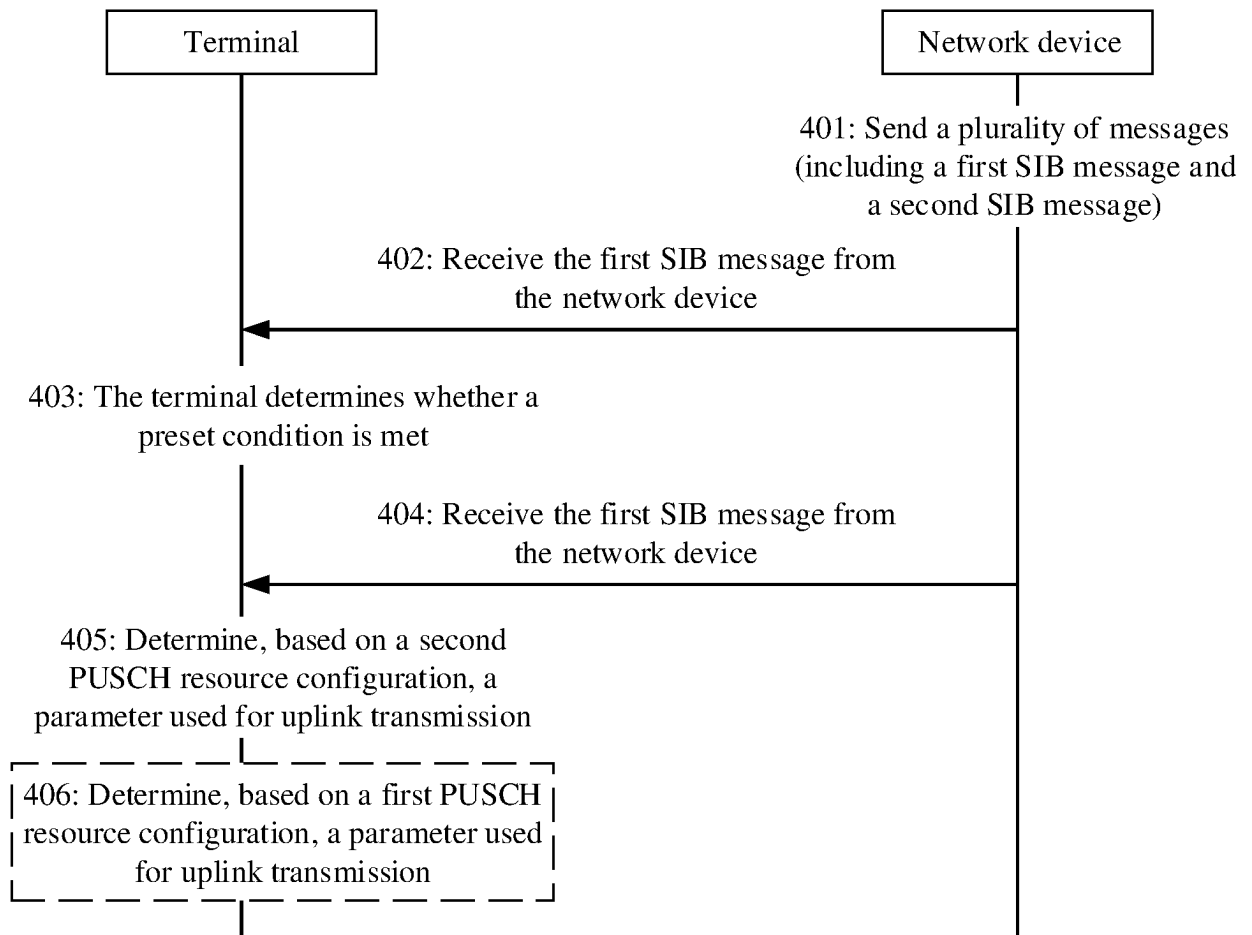 Terminal
Network device
401: Send a plurality of messages
(including a first SIB message and
a second SIB message)
402: Receive the first SIB message from
the network device
403: The terminal determines whether a
preset condition is met
404: Receive the first SIB message from
the network device
405: Determine, based on a second
PUSCH resource configuration, a
parameter used for uplink transmission
406: Determine, based on a first PUSCH
resource configuration, a parameter used
for uplink transmission